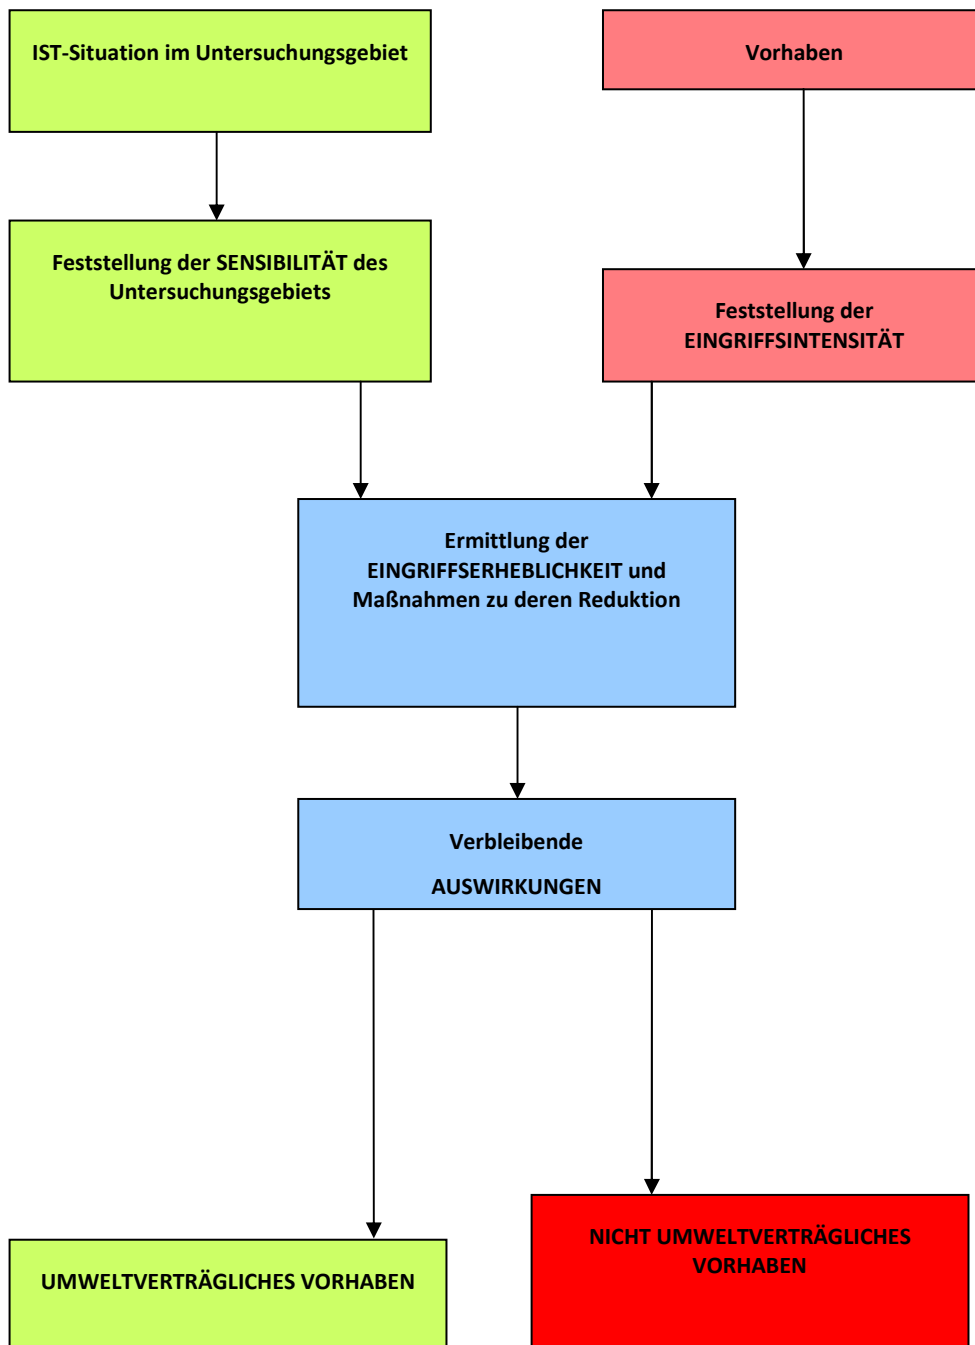 IST-Situation im Untersuchungsgebiet
Vorhaben
Feststellung der SENSIBILITÄT des
Untersuchungsgebiets
Feststellung der
EINGRIFFSINTENSITÄT
Ermittlung der
EINGRIFFSERHEBLICHKEIT und
Maßnahmen zu deren Reduktion
Verbleibende
AUSWIRKUNGEN
UMWELTVERTRÄGLICHES VORHABEN
NICHT UMWELTVERTRÄGLICHES
VORHABEN